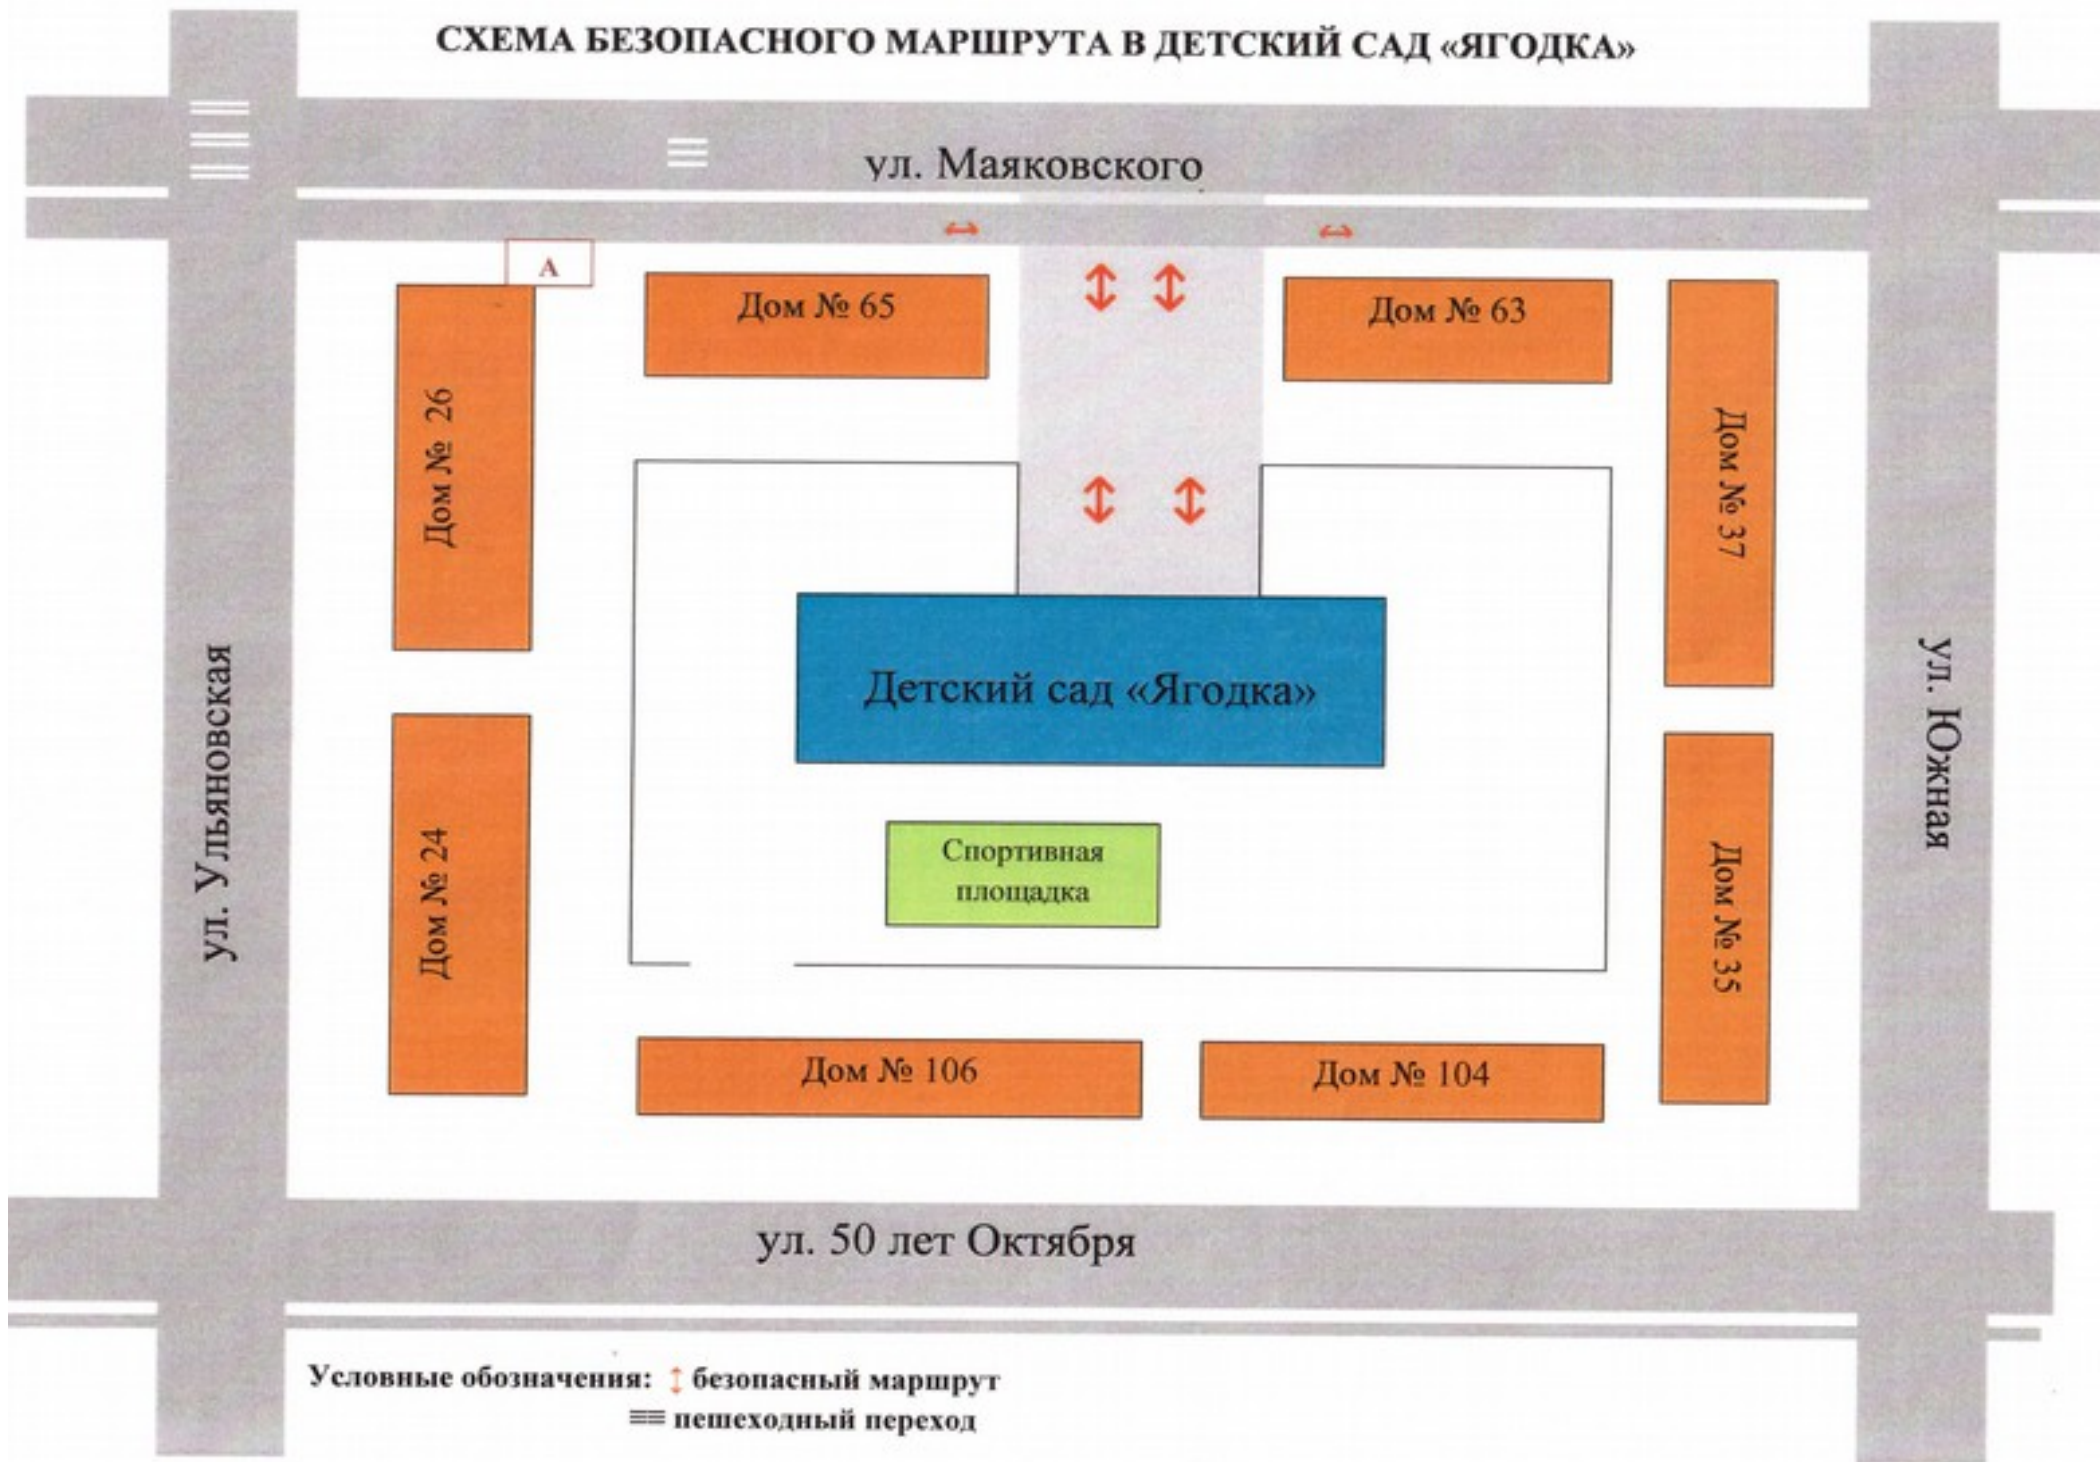 СХЕМА БЕЗОПАСНОГО МАРШРУТА В ДЕТСКИЙ САД «ЯГОДКА»
ул. Маяковского
А
Дом № 65
Дом № 63
Дом № 26
Дом № 37
Детский сад «Ягодка»
ул. Ульяновская
ул. Южная
Спортивная
площадка
Дом № 24
Дом № 35
Дом № 106
Дом № 104
ул. 50 лет Октября
Условные обозначения: ↕ безопасный маршрут
пешеходный переход